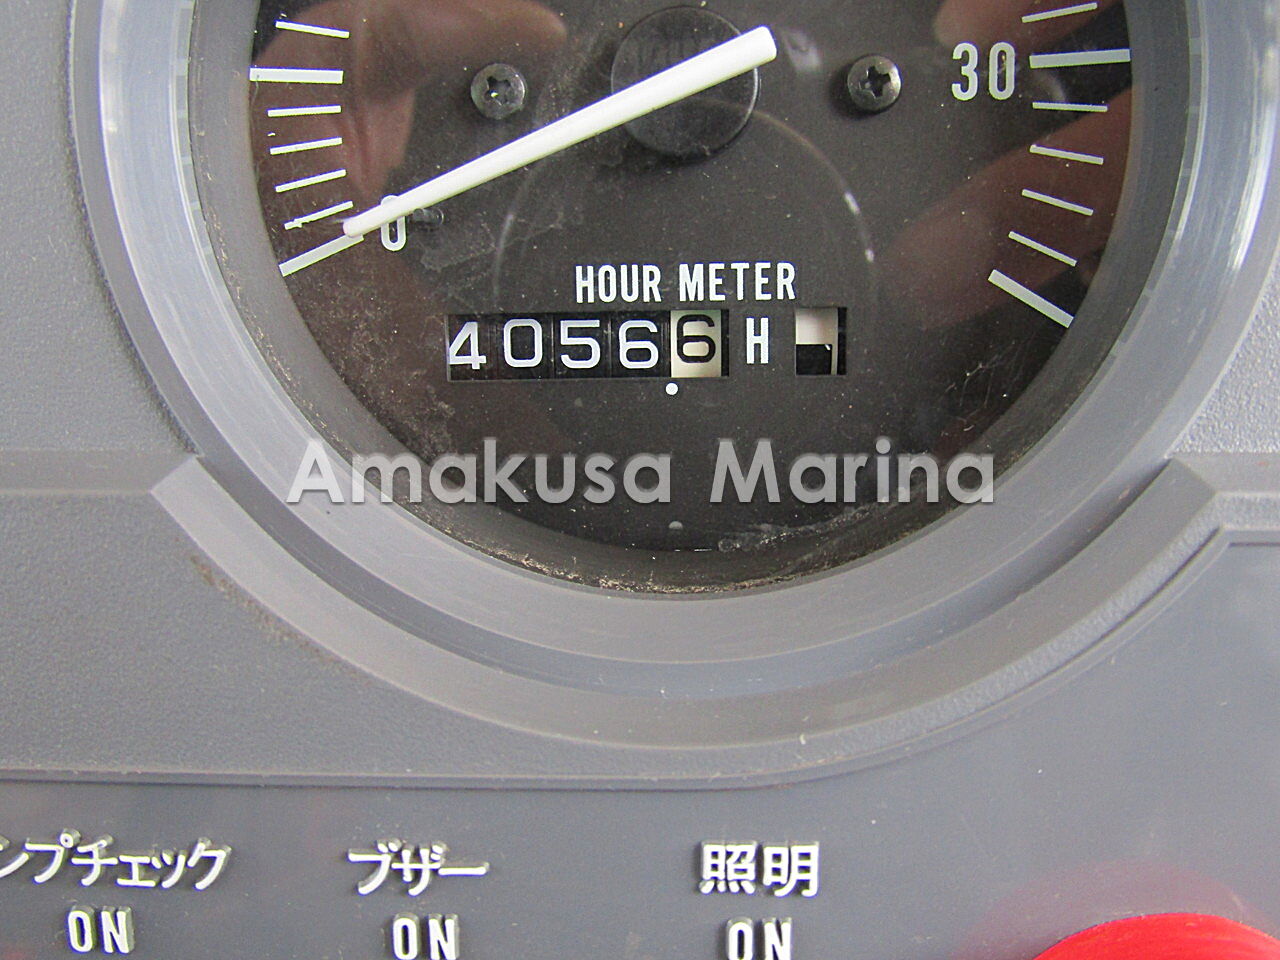 30
0
HOUR METER
40566 H
Amakusa Marina
ンプチェック ブザー 照明
ON ON ON